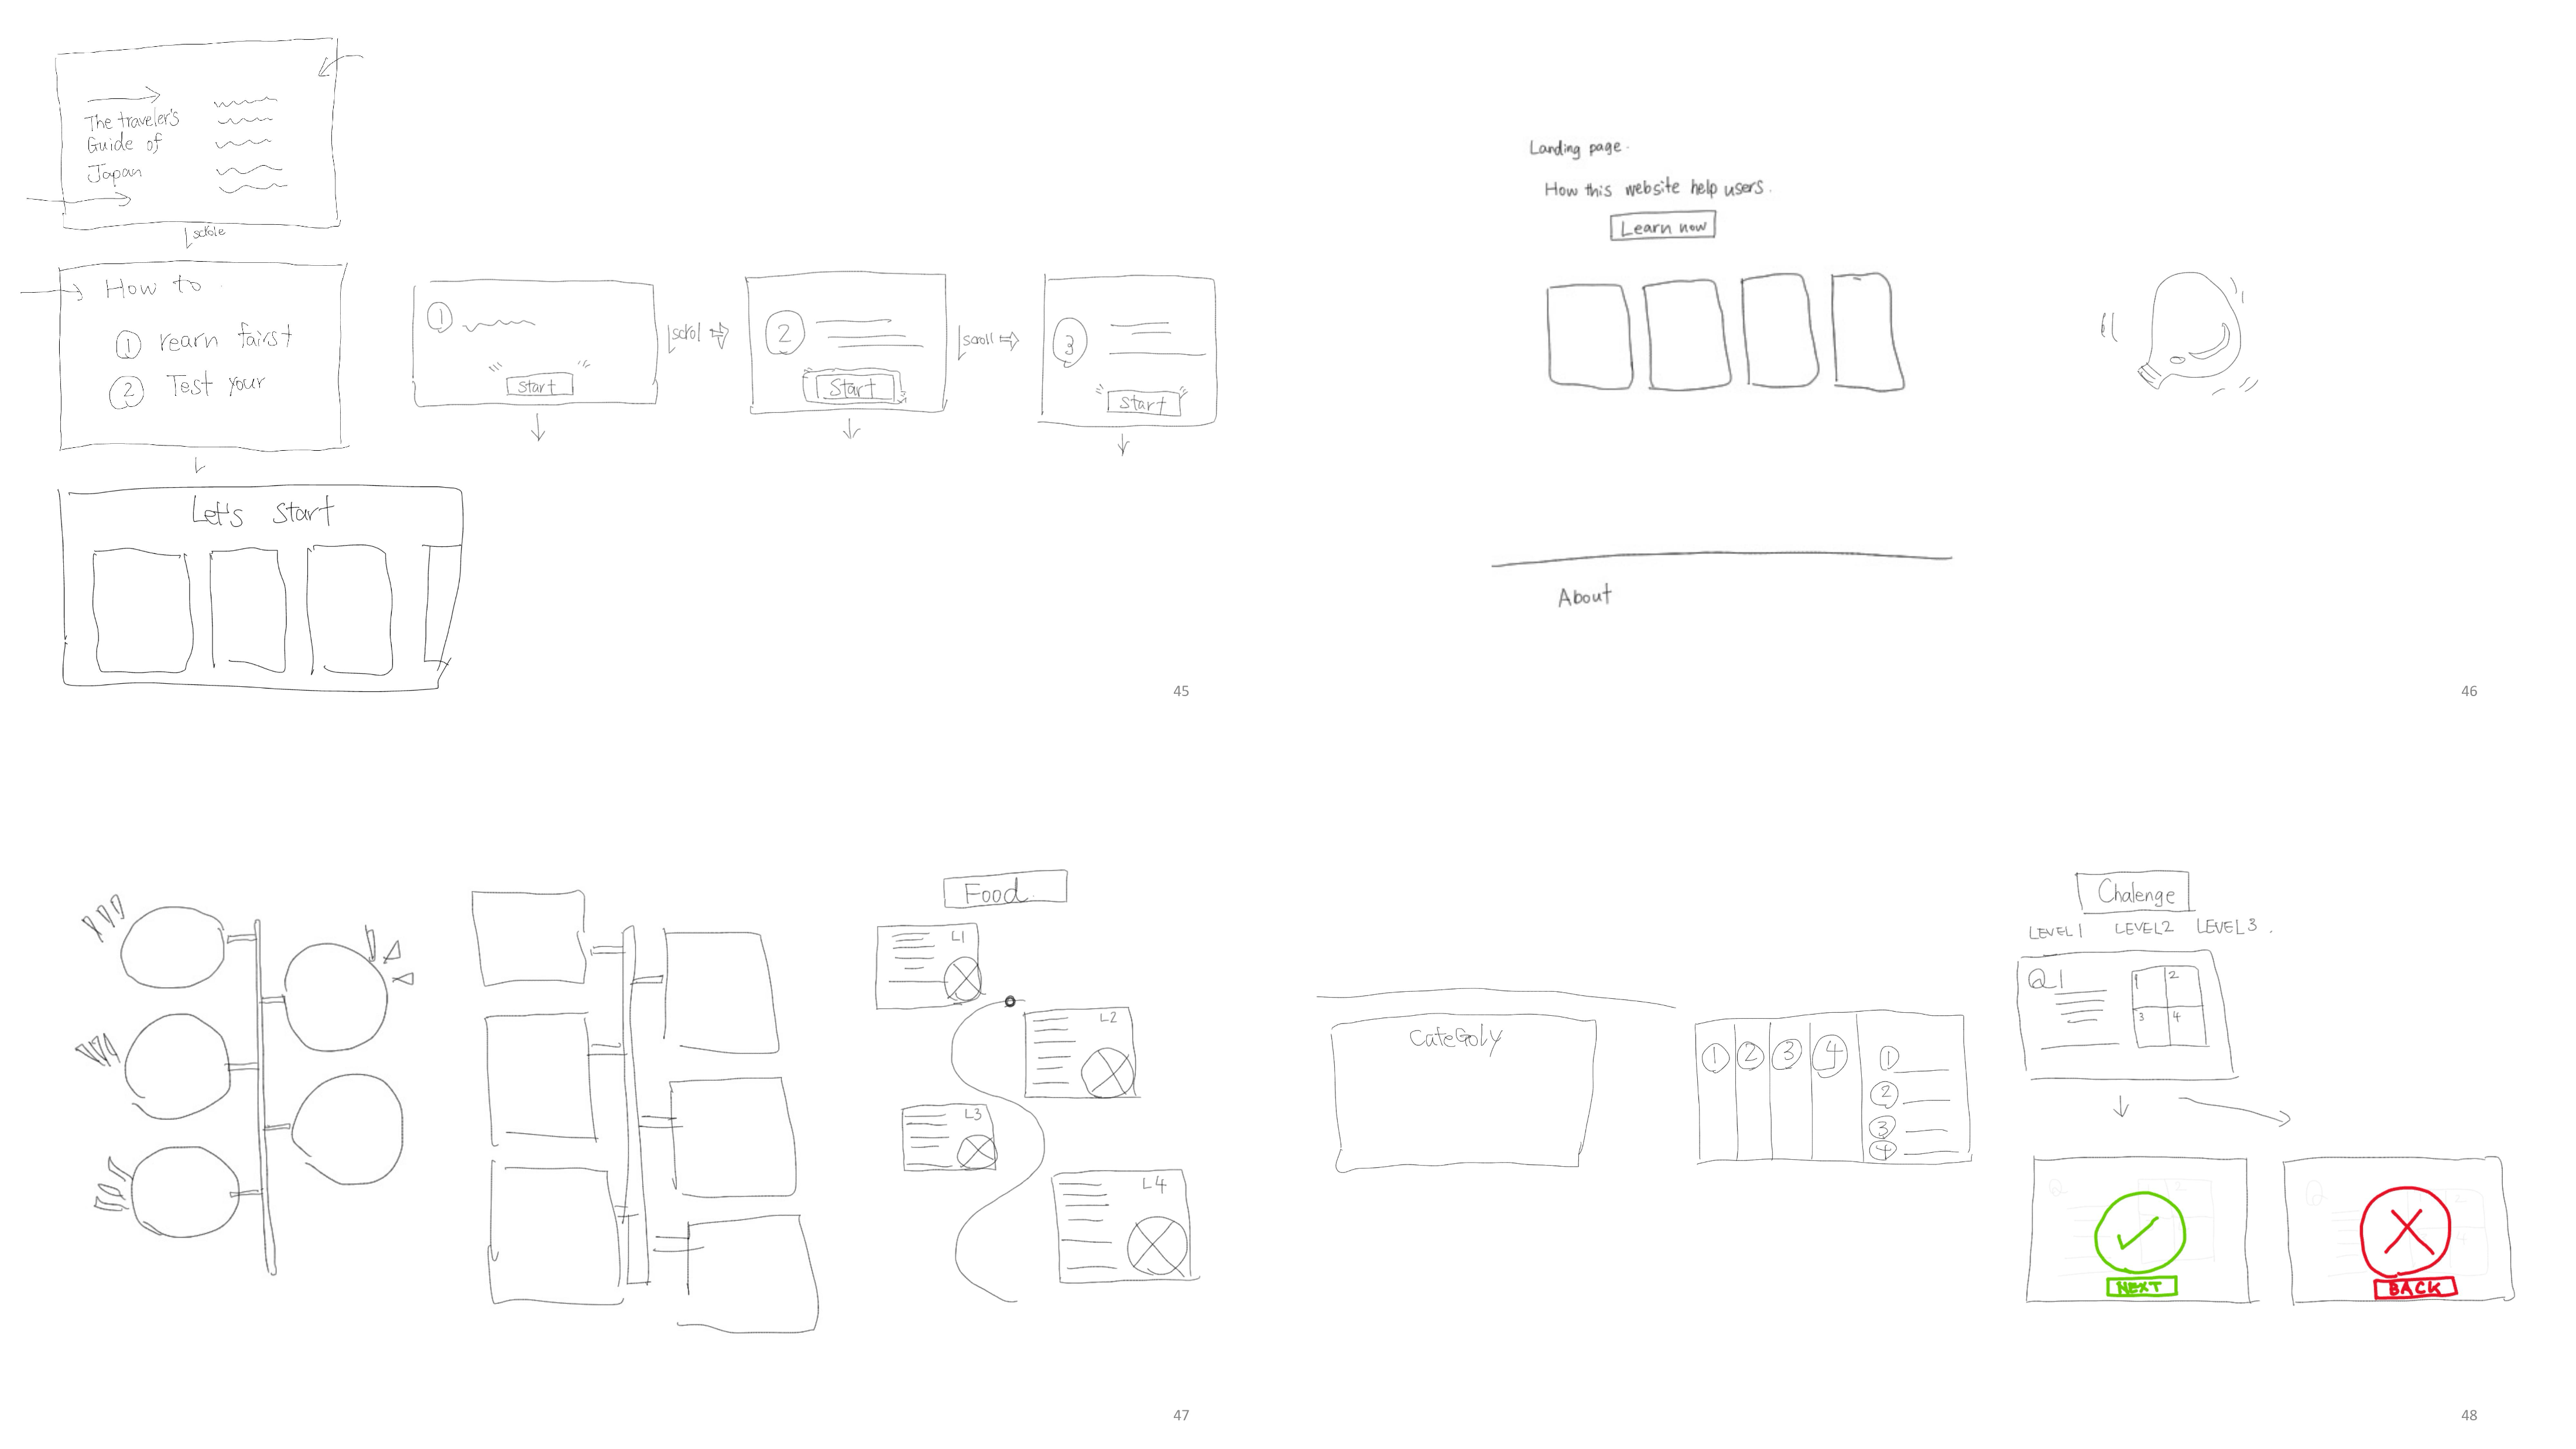 The traveler's
Guide of
Japan
scrole
How to
① rearn fairst
② Test your
Let's Start
①
Start
scrol
②
Start
scroll
③
Start
45
Landing page.
How this website help users.
Learn now
About
46
Food
L1
L2
L3
L4
47
CateGoly
① ② ③ ④
①
②
③
④
Chalenge
LEVEL1 LEVEL2 LEVEL3.
Q1
1 2
3 4
NEXT
BACK
48